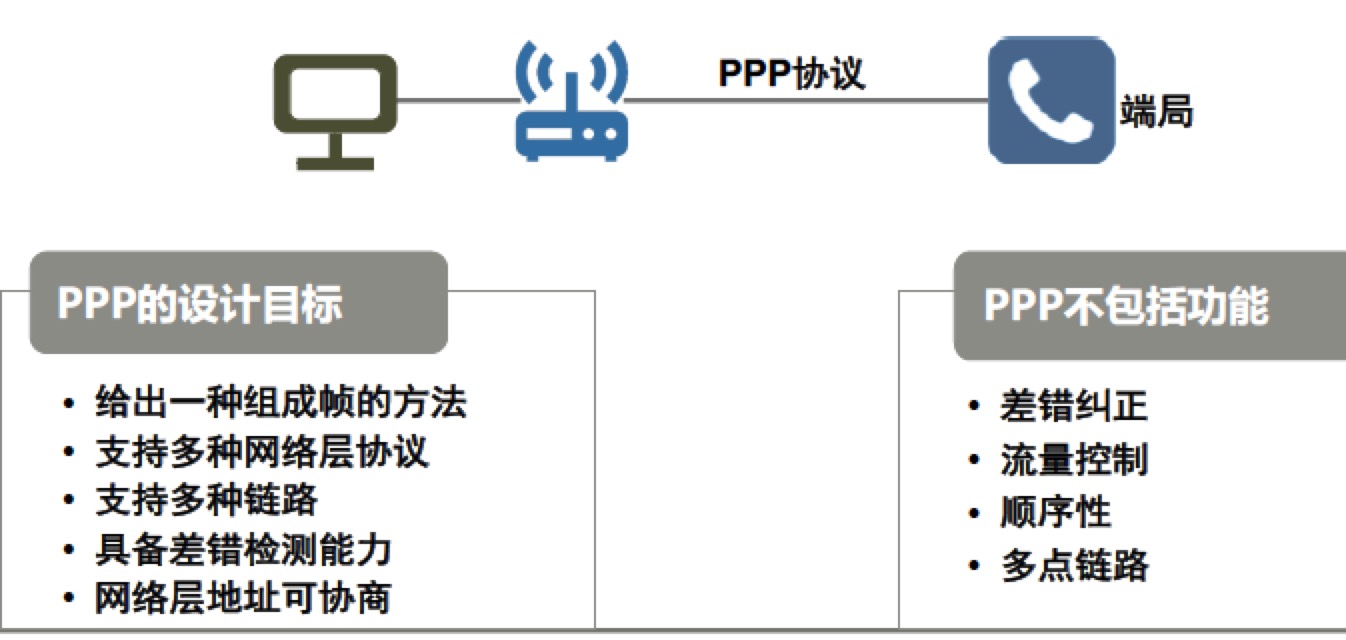 PPP协议
端局
PPP的设计目标
• 给出一种组成帧的方法
• 支持多种网络层协议
• 支持多种链路
• 具备差错检测能力
• 网络层地址可协商
PPP不包括功能
• 差错纠正
• 流量控制
• 顺序性
• 多点链路